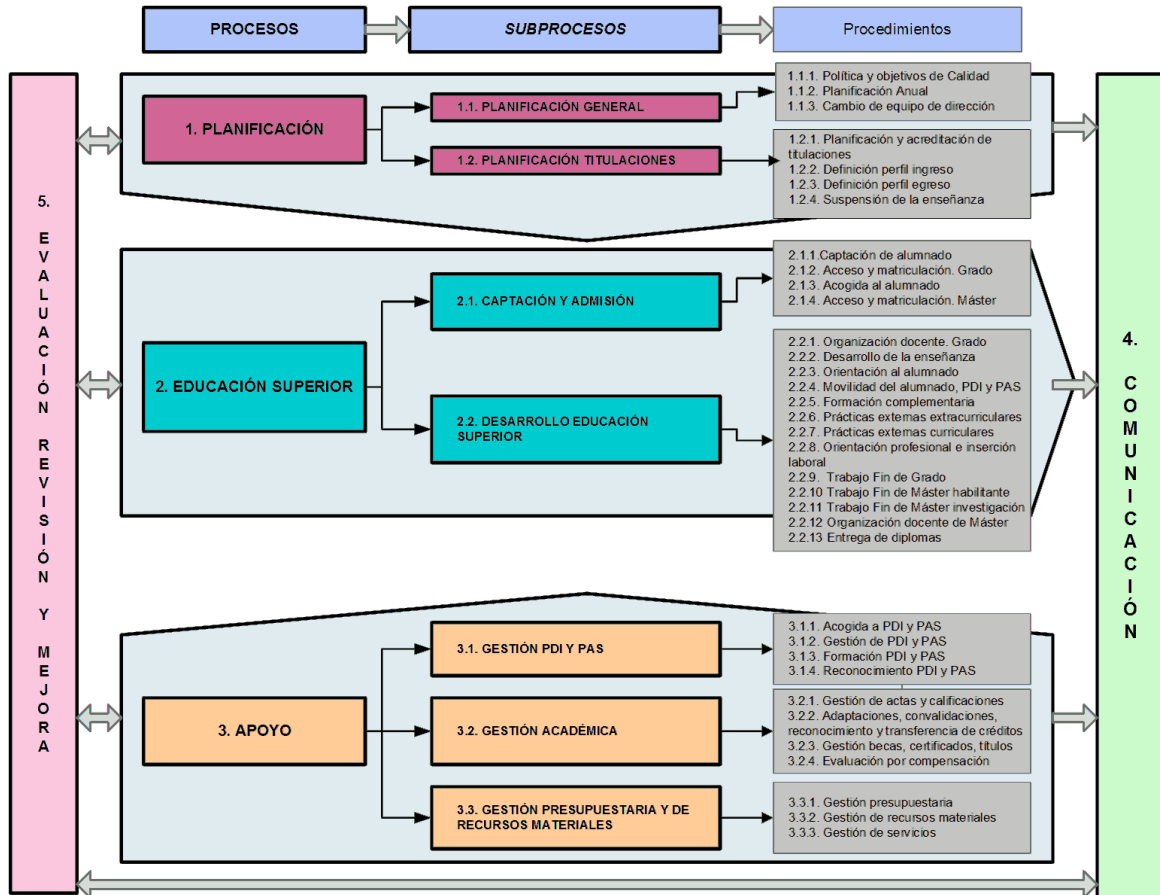 PROCESOS
SUBPROCESOS
Procedimientos
5.
EVALUACIÓN
REVISIÓN
Y
MEJORA
1. PLANIFICACIÓN
1.1. PLANIFICACIÓN GENERAL
1.1.1. Política y objetivos de Calidad
1.1.2. Planificación Anual
1.1.3. Cambio de equipo de dirección
1.2. PLANIFICACIÓN TITULACIONES
1.2.1. Planificación y acreditación de
titulaciones
1.2.2. Definición perfil ingreso
1.2.3. Definición perfil egreso
1.2.4. Suspensión de la enseñanza
2. EDUCACIÓN SUPERIOR
2.1. CAPTACIÓN Y ADMISIÓN
2.1.1.Captación de alumnado
2.1.2. Acceso y matriculación. Grado
2.1.3. Acogida al alumnado
2.1.4. Acceso y matriculación. Máster
2.2. DESARROLLO EDUCACIÓN
SUPERIOR
2.2.1. Organización docente. Grado
2.2.2. Desarrollo de la enseñanza
2.2.3. Orientación al alumnado
2.2.4. Movilidad del alumnado, PDI y PAS
2.2.5. Formación complementaria
2.2.6. Prácticas externas extracurriculares
2.2.7. Prácticas externas curriculares
2.2.8. Orientación profesional e inserción
laboral
2.2.9. Trabajo Fin de Grado
2.2.10 Trabajo Fin de Máster habilitante
2.2.11 Trabajo Fin de Máster investigación
2.2.12 Organización docente de Máster
2.2.13 Entrega de diplomas
3. APOYO
3.1. GESTIÓN PDI Y PAS
3.1.1. Acogida a PDI y PAS
3.1.2. Gestión de PDI y PAS
3.1.3. Formación PDI y PAS
3.1.4. Reconocimiento PDI y PAS
3.2. GESTIÓN ACADÉMICA
3.2.1. Gestión de actas y calificaciones
3.2.2. Adaptaciones, convalidaciones,
reconocimiento y transferencia de créditos
3.2.3. Gestión becas, certificados, títulos
3.2.4. Evaluación por compensación
3.3. GESTIÓN PRESUPUESTARIA Y DE
RECURSOS MATERIALES
3.3.1. Gestión presupuestaria
3.3.2. Gestión de recursos materiales
3.3.3. Gestión de servicios
4.
COMUNICACIÓN